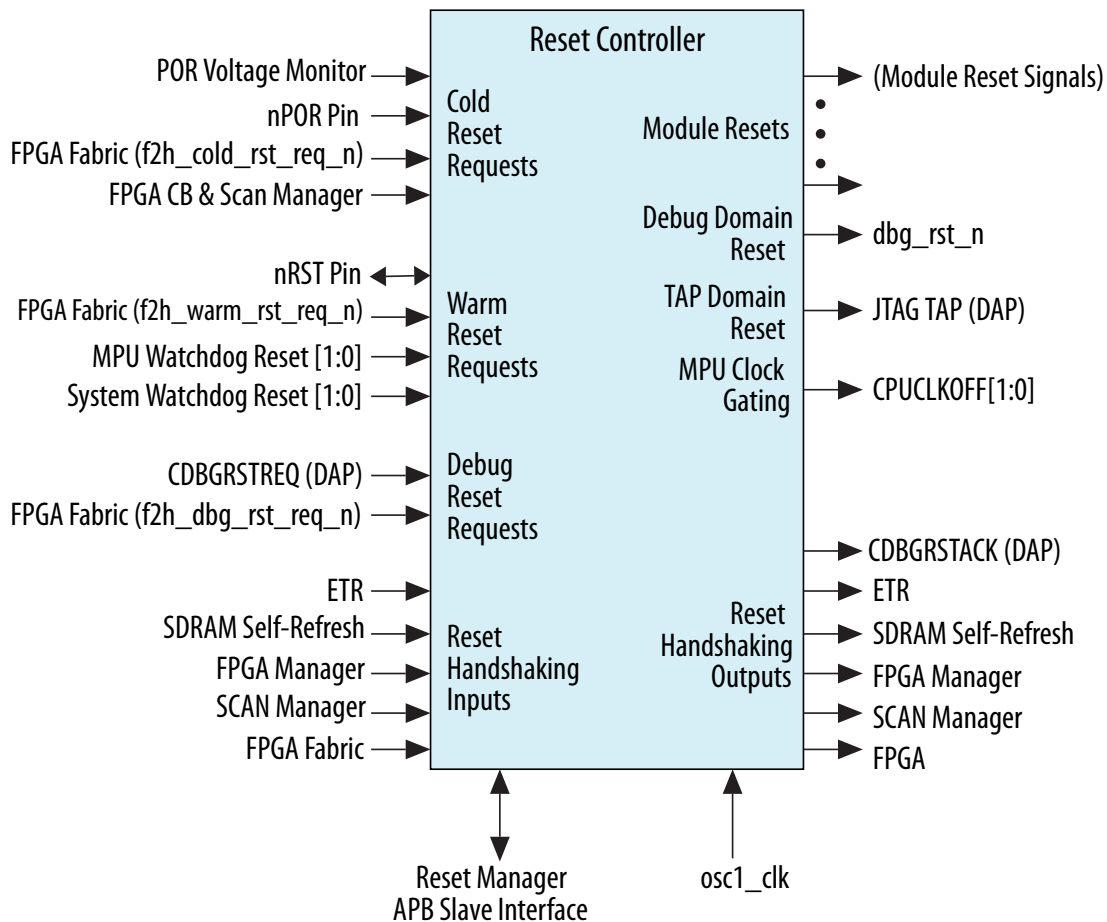 Reset Controller
POR Voltage Monitor
nPOR Pin
FPGA Fabric (f2h_cold_rst_req_n)
FPGA CB & Scan Manager
Cold
Reset
Requests
nRST Pin
FPGA Fabric (f2h_warm_rst_req_n)
MPU Watchdog Reset [1:0]
System Watchdog Reset [1:0]
Warm
Reset
Requests
CDBGRSTREQ (DAP)
FPGA Fabric (f2h_dbg_rst_req_n)
Debug
Reset
Requests
ETR
SDRAM Self-Refresh
FPGA Manager
SCAN Manager
FPGA Fabric
Reset
Handshaking
Inputs
Module Resets
(Module Reset Signals)
Debug Domain
Reset
dbg_rst_n
TAP Domain
Reset
JTAG TAP (DAP)
MPU Clock
Gating
CPUCLKOFF[1:0]
Reset
Handshaking
Outputs
CDBGRSTACK (DAP)
ETR
SDRAM Self-Refresh
FPGA Manager
SCAN Manager
FPGA
Reset Manager
APB Slave Interface
osc1_clk